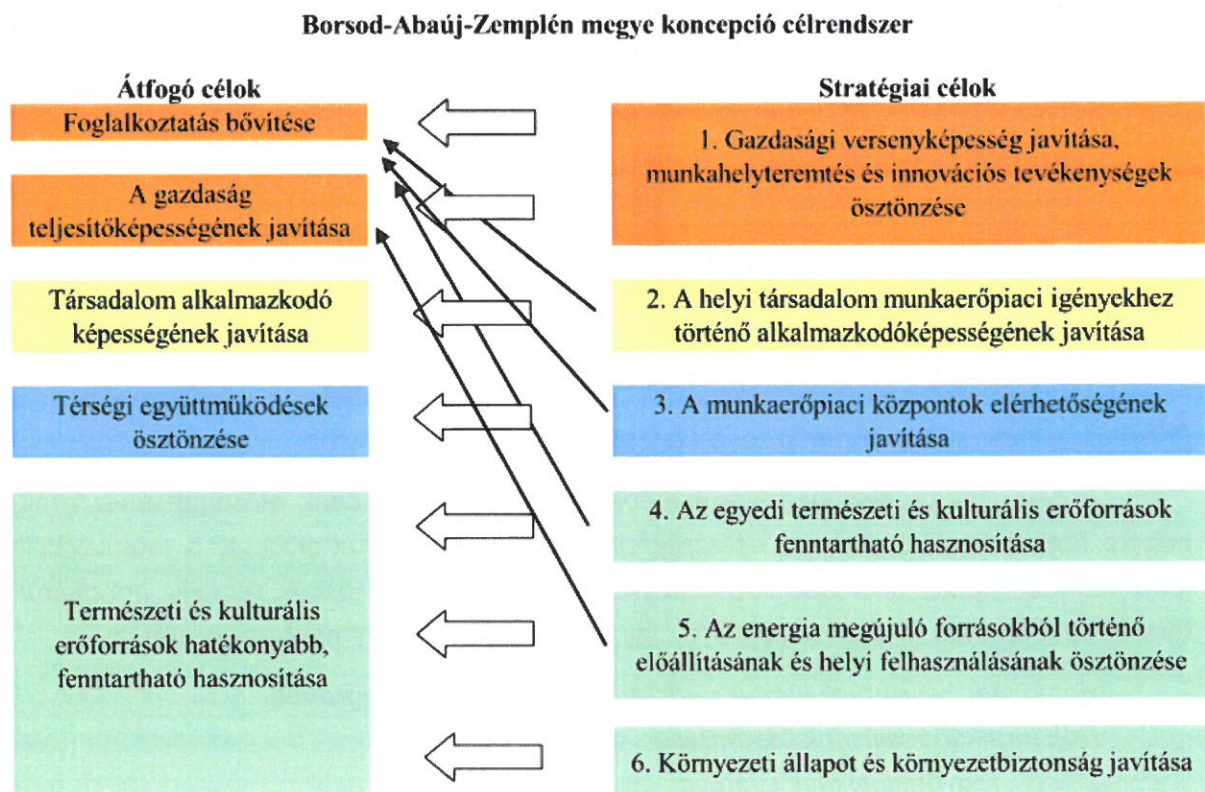 Borsod-Abaúj-Zemplén megye koncepció célrendszer
Átfogó célok
Foglalkoztatás bővítése
A gazdaság
teljesítőképességének javítása
Társadalom alkalmazkodó
képességének javítása
Térségi együttműködések
ösztönzése
Természeti és kulturális
erőforrások hatékonyabb,
fenntartható hasznosítása
Stratégiai célok
1. Gazdasági versenyképesség javítása,
munkahelyteremtés és innovációs tevékenységek
ösztönzése
2. A helyi társadalom munkaerőpiaci igényekhez
történő alkalmazkodóképességének javítása
3. A munkaerőpiaci központok elérhetőségének
javítása
4. Az egyedi természeti és kulturális erőforrások
fenntartható hasznosítása
5. Az energia megújuló forrásokból történő
előállításának és helyi felhasználásának ösztönzése
6. Környezeti állapot és környezetbiztonság javítása